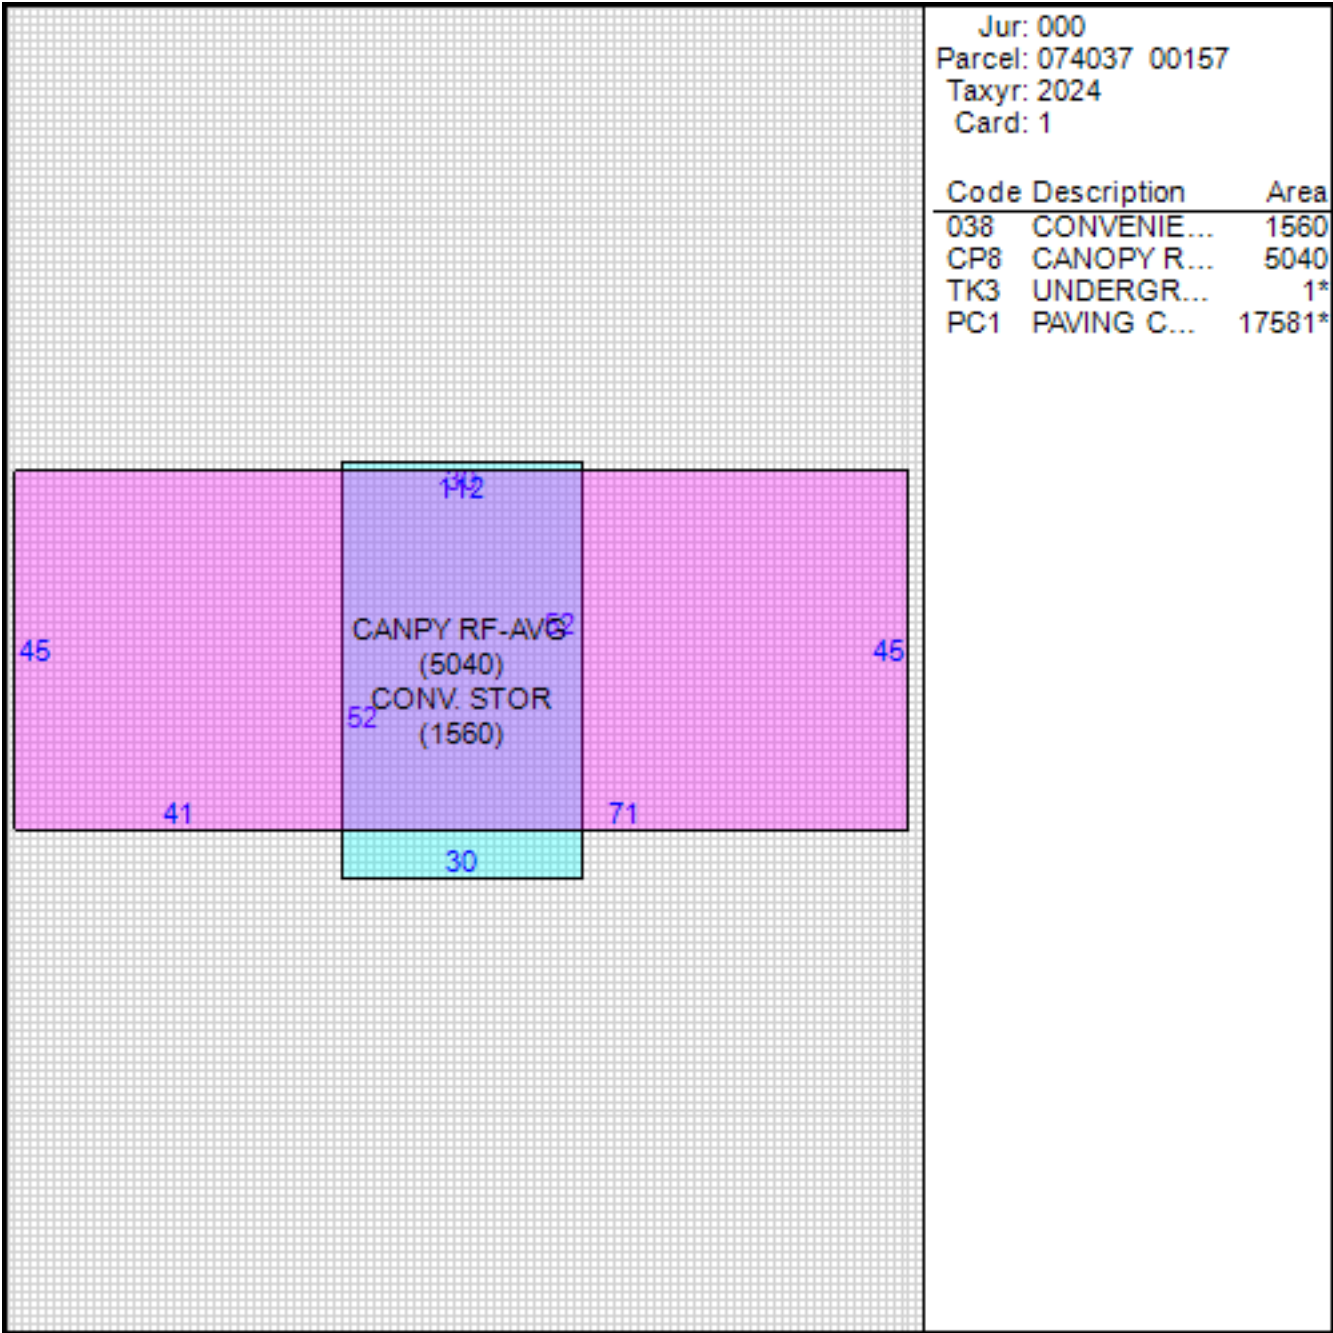 Jur: 000
Parcel: 074037 00157
Taxyr: 2024
Card: 1
Code Description Area
038 CONVENIE... 1560
CP8 CANOPY R... 5040
TK3 UNDERGR... 1*
PC1 PAVING C... 17581*
30
112
52
CANPY RF-AVG
45
45
(5040)
CONV. STOR
52
(1560)
41
71
30